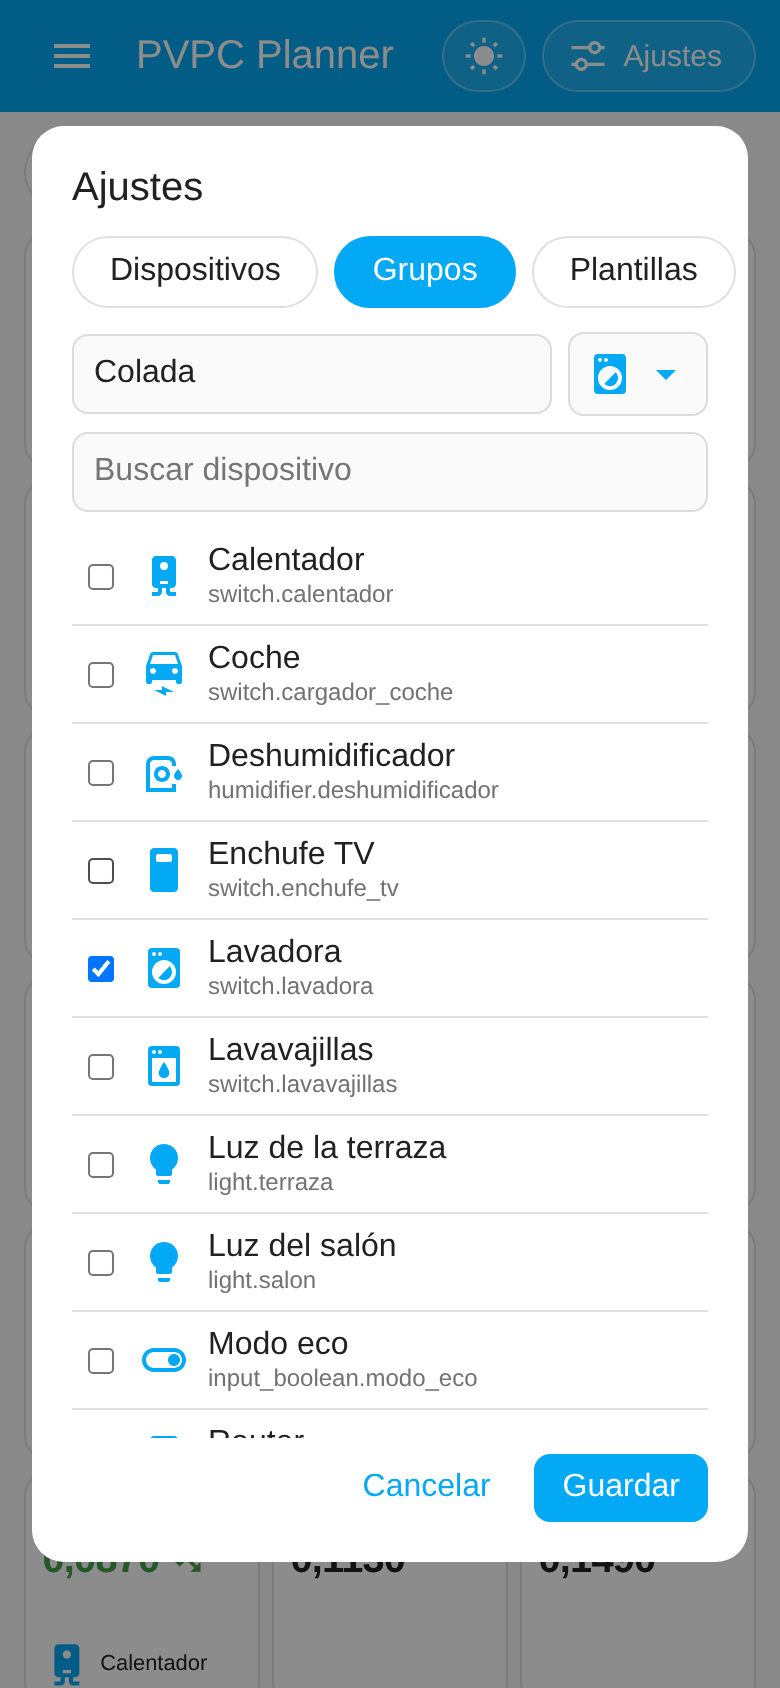 PVPC Planner
Ajustes
Ajustes
Dispositivos
Grupos
Plantillas
Colada
Buscar dispositivo
Calentador
switch.calentador
Coche
switch.cargador_coche
Deshumidificador
humidifier.deshumidificador
Enchufe TV
switch.enchufe_tv
Lavadora
switch.lavadora
Lavavajillas
switch.lavavajillas
Luz de la terraza
light.terraza
Luz del salón
light.salon
Modo eco
input_boolean.modo_eco
Router
Cancelar
Guardar
Calentador